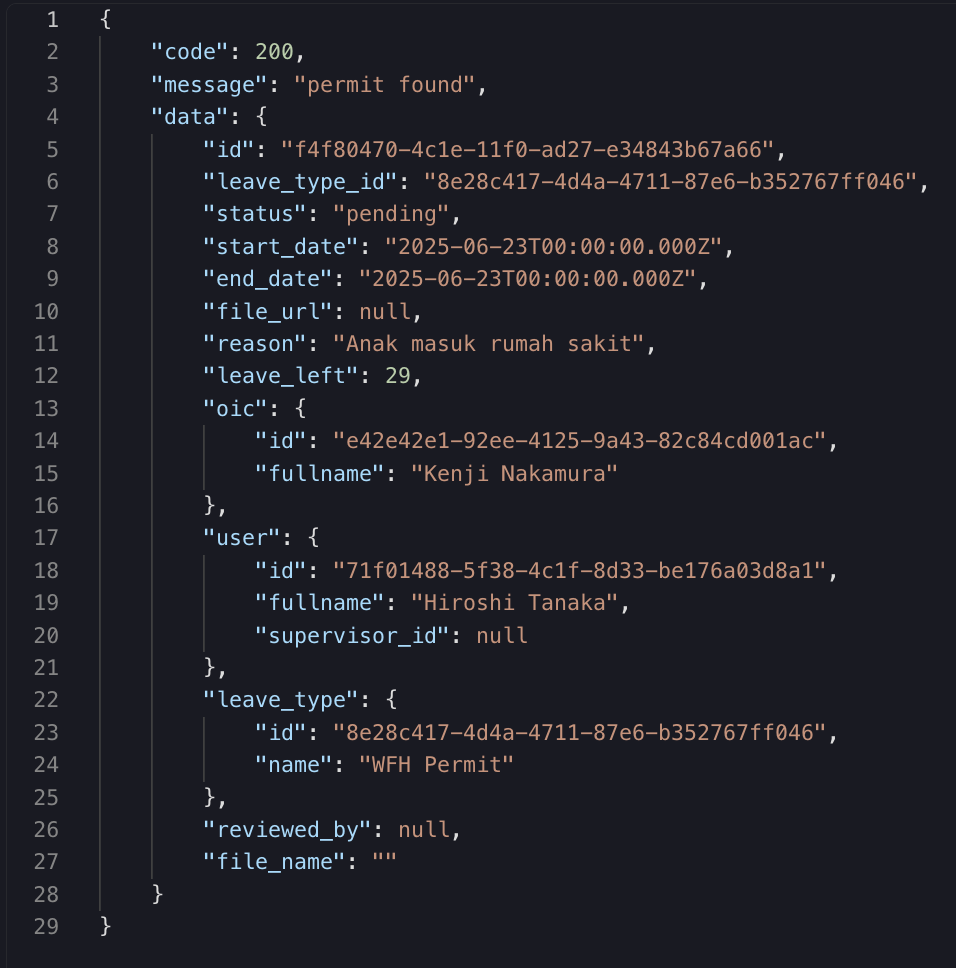 1 {
2     "code": 200,
3     "message": "permit found",
4     "data": {
5         "id": "f4f80470-4c1e-11f0-ad27-e34843b67a66",
6         "leave_type_id": "8e28c417-4d4a-4711-87e6-b352767ff046",
7         "status": "pending",
8         "start_date": "2025-06-23T00:00:00.000Z",
9         "end_date": "2025-06-23T00:00:00.000Z",
10         "file_url": null,
11         "reason": "Anak masuk rumah sakit",
12         "leave_left": 29,
13         "oic": {
14             "id": "e42e42e1-92ee-4125-9a43-82c84cd001ac",
15             "fullname": "Kenji Nakamura"
16         },
17         "user": {
18             "id": "71f01488-5f38-4c1f-8d33-be176a03d8a1",
19             "fullname": "Hiroshi Tanaka",
20             "supervisor_id": null
21         },
22         "leave_type": {
23             "id": "8e28c417-4d4a-4711-87e6-b352767ff046",
24             "name": "WFH Permit"
25         },
26         "reviewed_by": null,
27         "file_name": ""
28     }
29 }